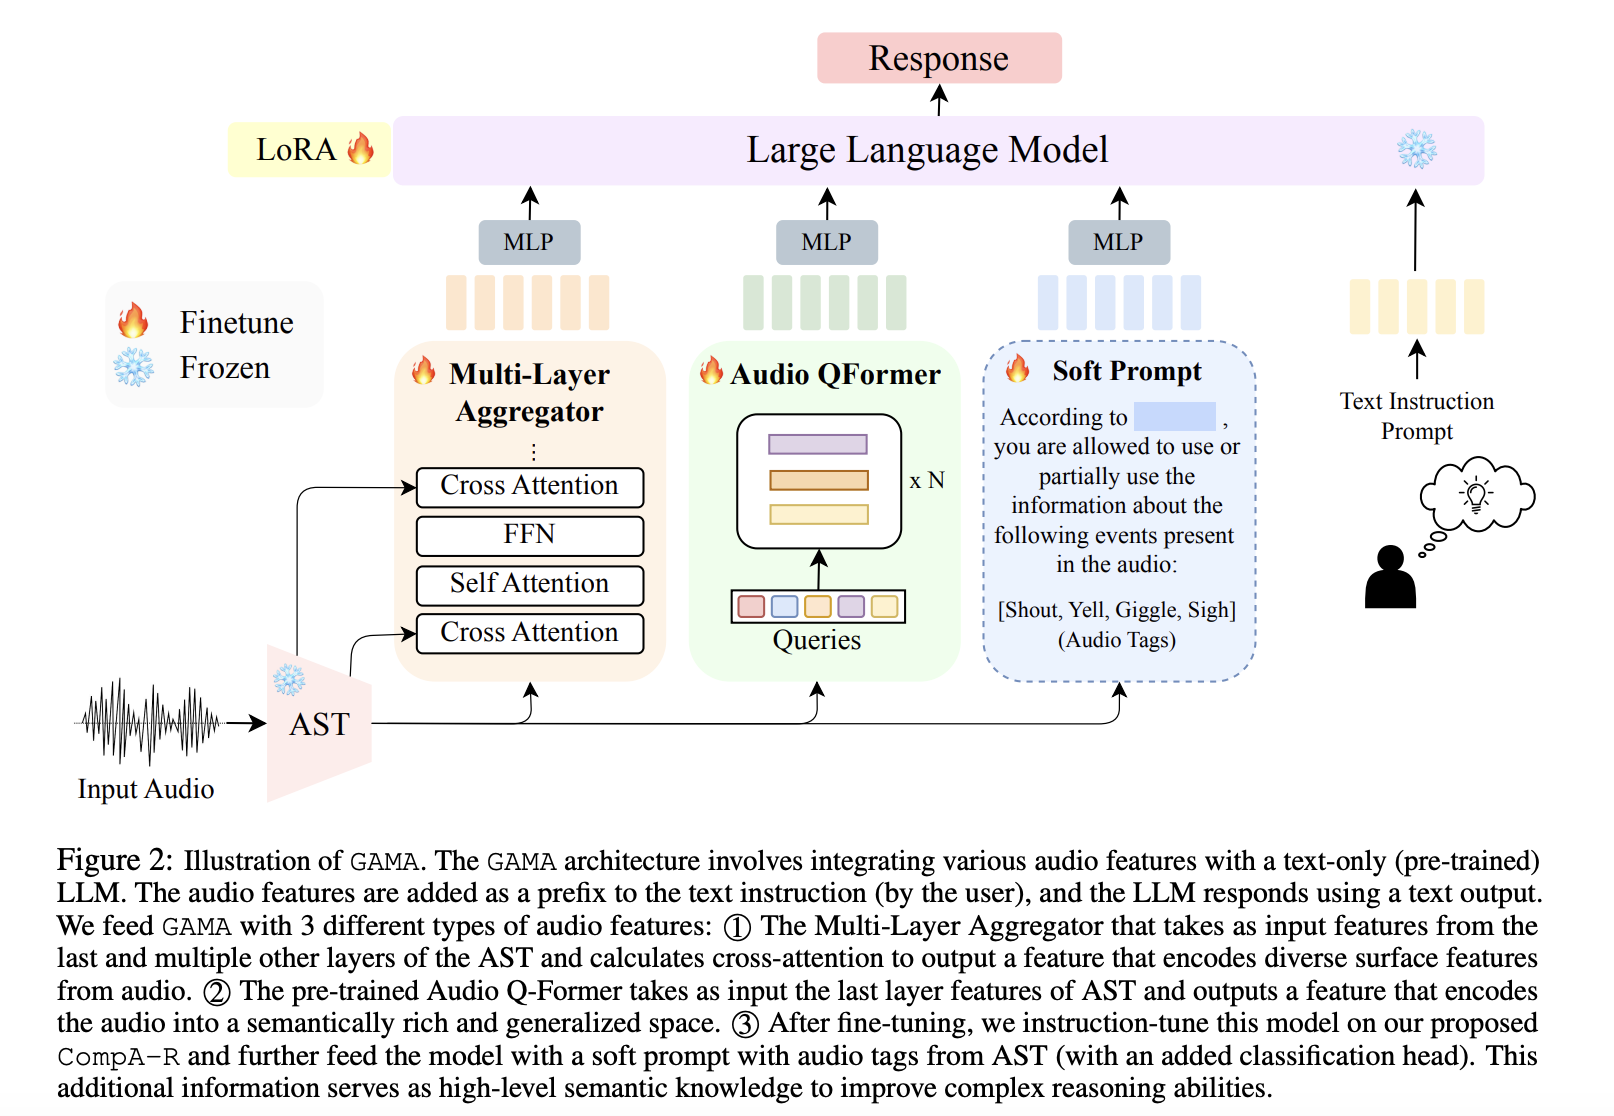 Response
LoRA
Large Language Model
MLP
MLP
MLP
Finetune
Frozen
Multi-Layer
Aggregator
⋮
Cross Attention
FFN
Self Attention
Cross Attention
Audio QFormer
x N
Queries
Soft Prompt
According to ,
you are allowed to use or
partially use the
information about the
following events present
in the audio:
[Shout, Yell, Giggle, Sigh]
(Audio Tags)
Text Instruction
Prompt
AST
Input Audio
Figure 2: Illustration of GAMA. The GAMA architecture involves integrating various audio features with a text-only (pre-trained)
LLM. The audio features are added as a prefix to the text instruction (by the user), and the LLM responds using a text output.
We feed GAMA with 3 different types of audio features: ① The Multi-Layer Aggregator that takes as input features from the
last and multiple other layers of the AST and calculates cross-attention to output a feature that encodes diverse surface features
from audio. ② The pre-trained Audio Q-Former takes as input the last layer features of AST and outputs a feature that encodes
the audio into a semantically rich and generalized space. ③ After fine-tuning, we instruction-tune this model on our proposed
CompA-R and further feed the model with a soft prompt with audio tags from AST (with an added classification head). This
additional information serves as high-level semantic knowledge to improve complex reasoning abilities.